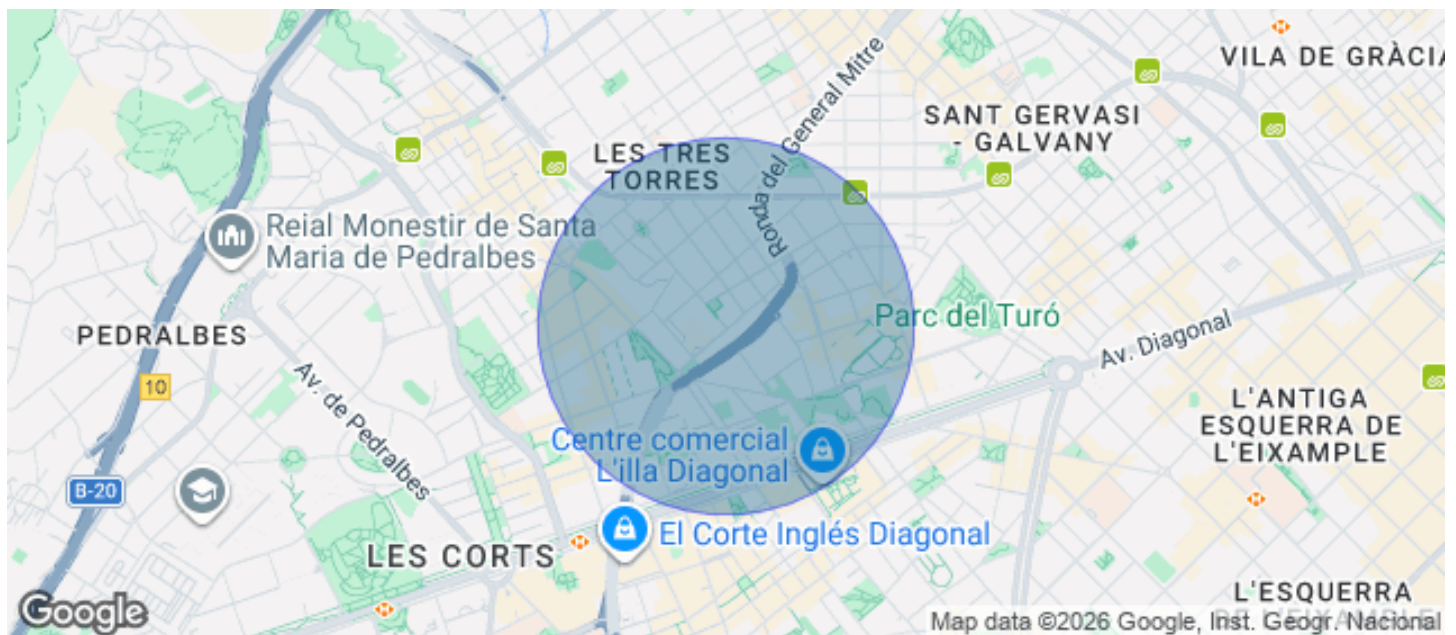 VILA DE GRÀCIA
SANT GERVASI
- GALVANY
LES TRES
TORRES
Ronda del General Mitre
Reial Monestir de Santa
Maria de Pedralbes
PEDRALBES
Parc del Turó
Av. Diagonal
10
Av. de Pedralbes
L'ANTIGA
ESQUERRA DE
L'EIXAMPLE
Centre comercial
L'illa Diagonal
B-20
El Corte Inglés Diagonal
LES CORTS
L'ESQUERRA
DE L'EIXAMPLE
Google
Map data ©2026 Google, Inst. Geogr. Nacional